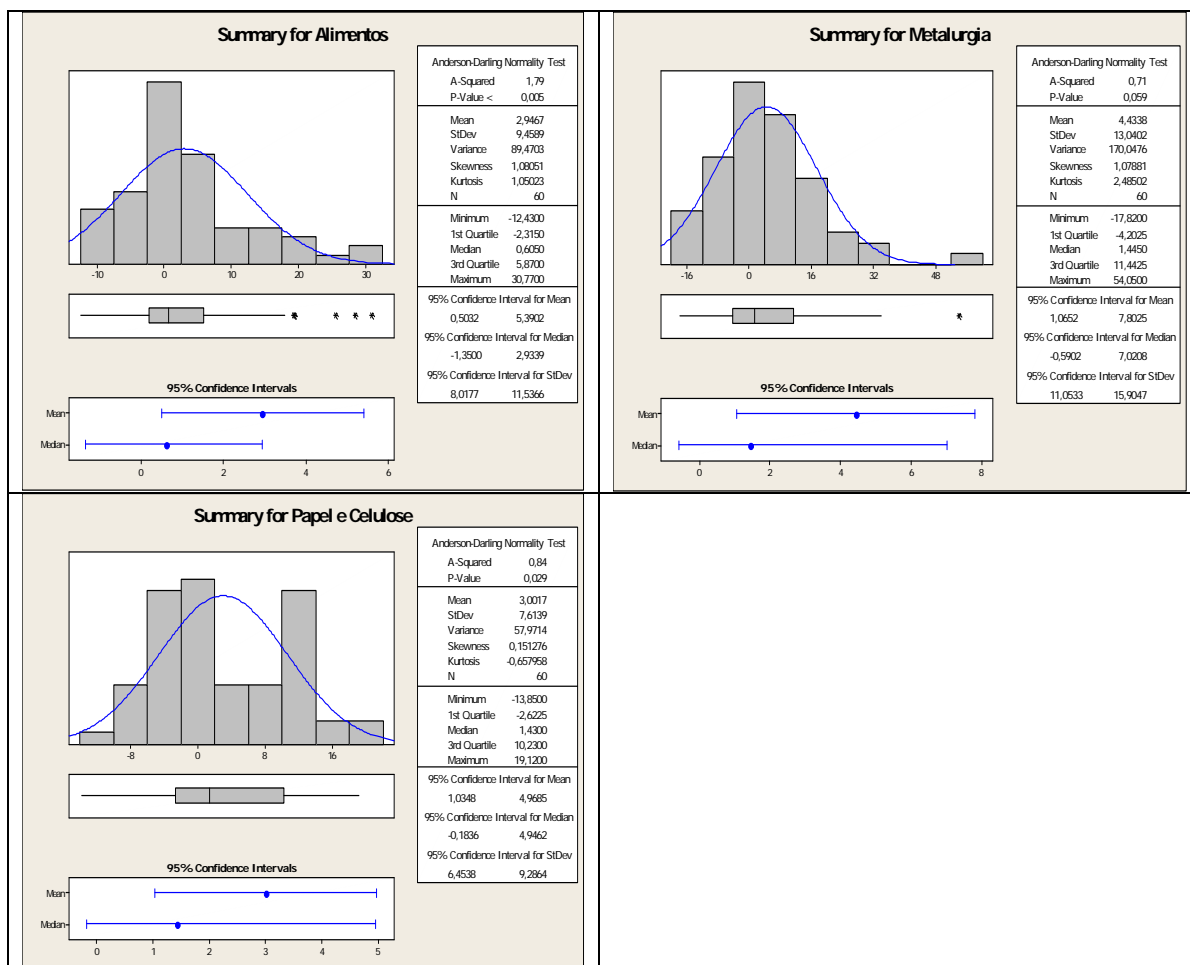 Summary for Alimentos
Anderson-Darling Normality Test
A-Squared 1,79
P-Value < 0,005
Mean 2,9467
StDev 9,4589
Variance 89,4703
Skewness 1,08051
Kurtosis 1,05023
N 60
Minimum -12,4300
1st Quartile -2,3150
Median 0,6050
3rd Quartile 5,8700
Maximum 30,7700
95% Confidence Interval for Mean
0,5032 5,3902
95% Confidence Interval for Median
-1,3500 2,9339
95% Confidence Interval for StDev
8,0177 11,5366
-10 0 10 20 30
95% Confidence Intervals
Mean
Median
0 2 4 6
Summary for Metalurgia
Anderson-Darling Normality Test
A-Squared 0,71
P-Value 0,059
Mean 4,4338
StDev 13,0402
Variance 170,0476
Skewness 1,07881
Kurtosis 2,48502
N 60
Minimum -17,8200
1st Quartile -4,2025
Median 1,4450
3rd Quartile 11,4425
Maximum 54,0500
95% Confidence Interval for Mean
1,0652 7,8025
95% Confidence Interval for Median
-0,5902 7,0208
95% Confidence Interval for StDev
11,0533 15,9047
-16 0 16 32 48
95% Confidence Intervals
Mean
Median
0 2 4 6 8
Summary for Papel e Celulose
Anderson-Darling Normality Test
A-Squared 0,84
P-Value 0,029
Mean 3,0017
StDev 7,6139
Variance 57,9714
Skewness 0,151276
Kurtosis -0,657958
N 60
Minimum -13,8500
1st Quartile -2,6225
Median 1,4300
3rd Quartile 10,2300
Maximum 19,1200
95% Confidence Interval for Mean
1,0348 4,9685
95% Confidence Interval for Median
-0,1836 4,9462
95% Confidence Interval for StDev
6,4538 9,2864
-8 0 8 16
95% Confidence Intervals
Mean
Median
0 1 2 3 4 5